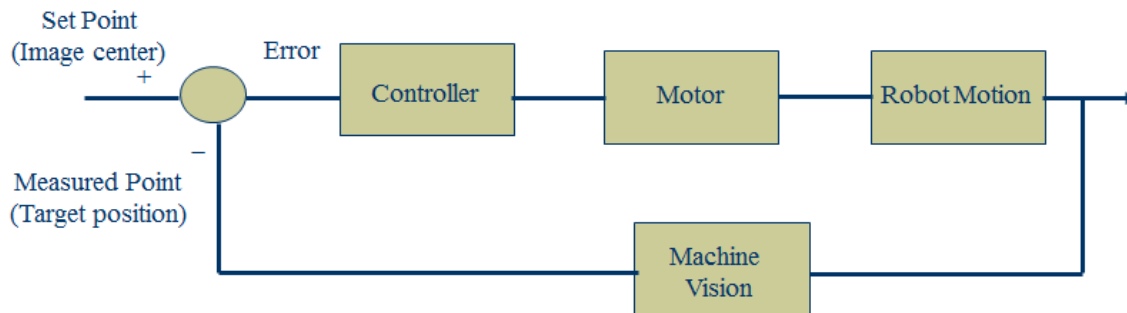 Set Point
(Image center)
+
Error
Controller
Motor
Robot Motion
−
Measured Point
(Target position)
Machine
Vision